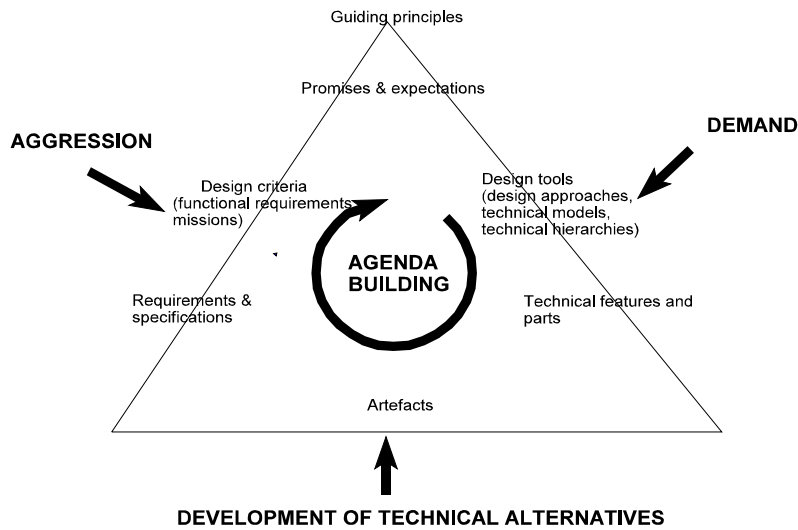 Guiding principles
Promises & expectations
AGGRESSION
DEMAND
Design criteria
(functional requirements
missions)
Design tools
(design approaches,
technical models,
technical hierarchies)
AGENDA
BUILDING
Requirements &
specifications
Technical features and
parts
Artefacts
DEVELOPMENT OF TECHNICAL ALTERNATIVES